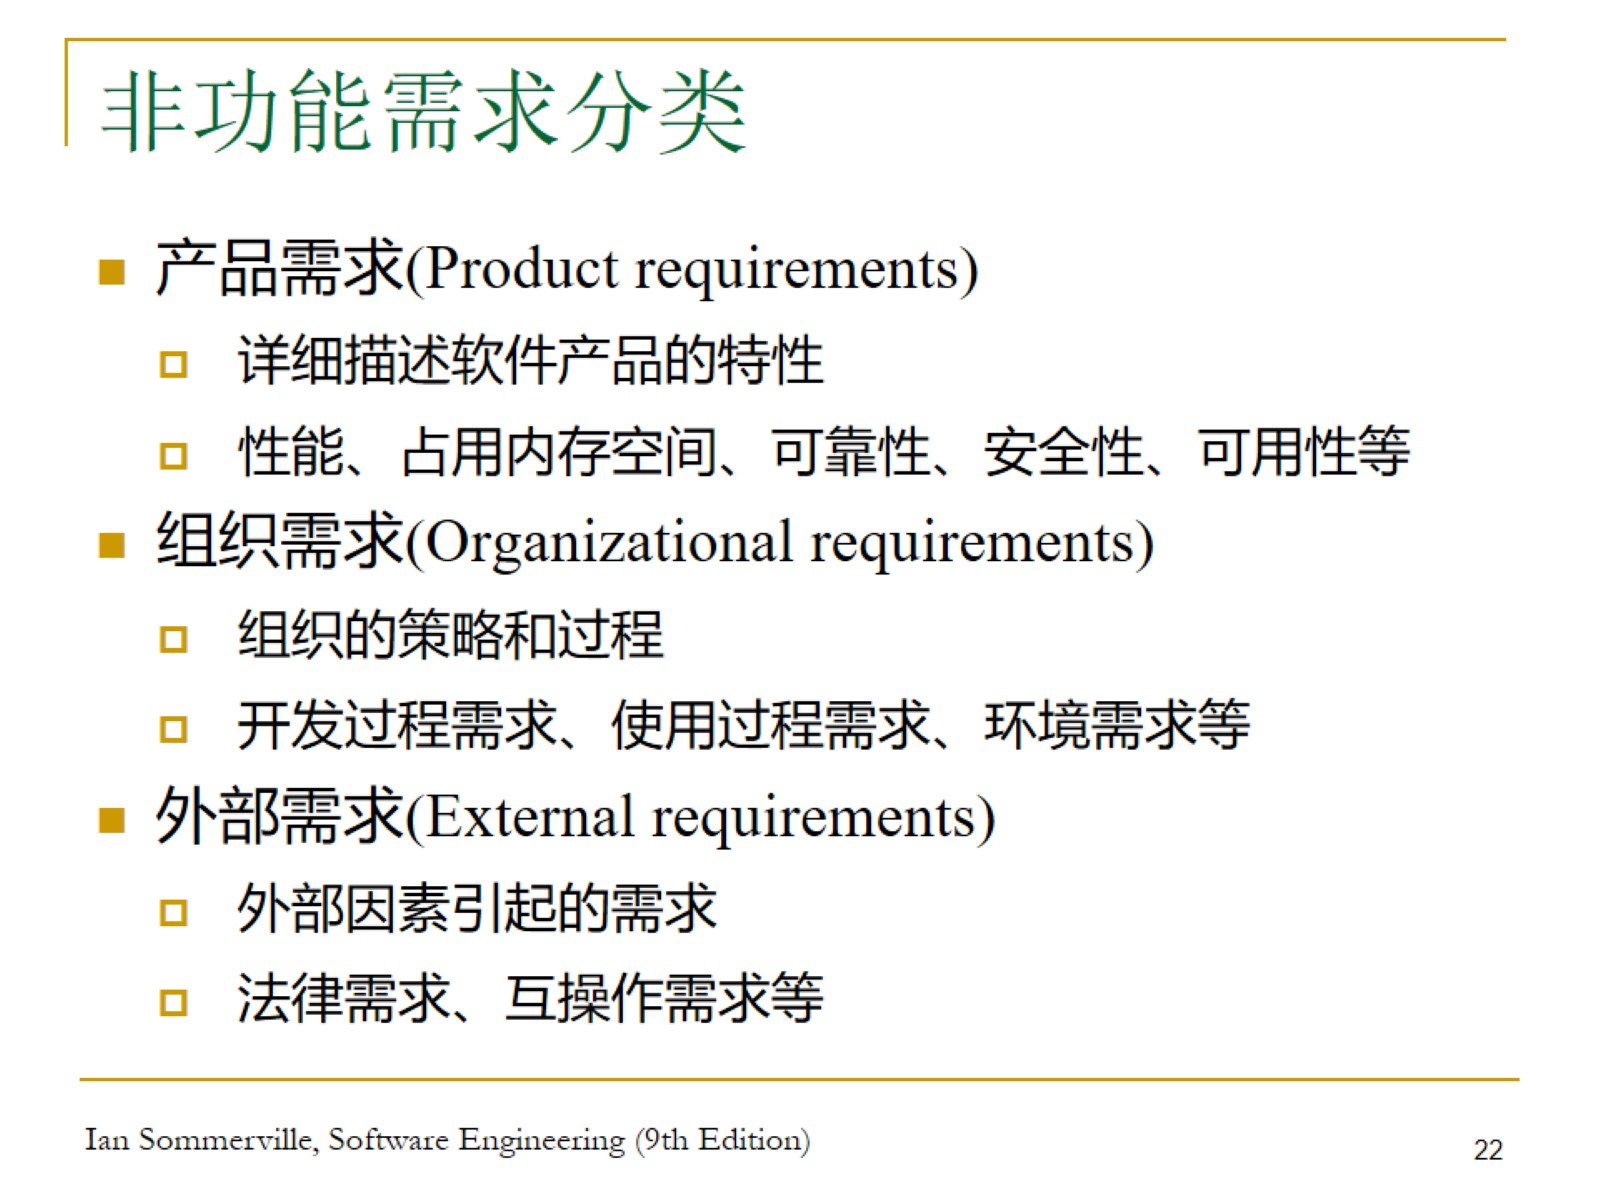 非功能需求分类
产品需求(Product requirements)
详细描述软件产品的特性
性能、占用内存空间、可靠性、安全性、可用性等
组织需求(Organizational requirements)
组织的策略和过程
开发过程需求、使用过程需求、环境需求等
外部需求(External requirements)
外部因素引起的需求
法律需求、互操作需求等
Ian Sommerville, Software Engineering (9th Edition)
22